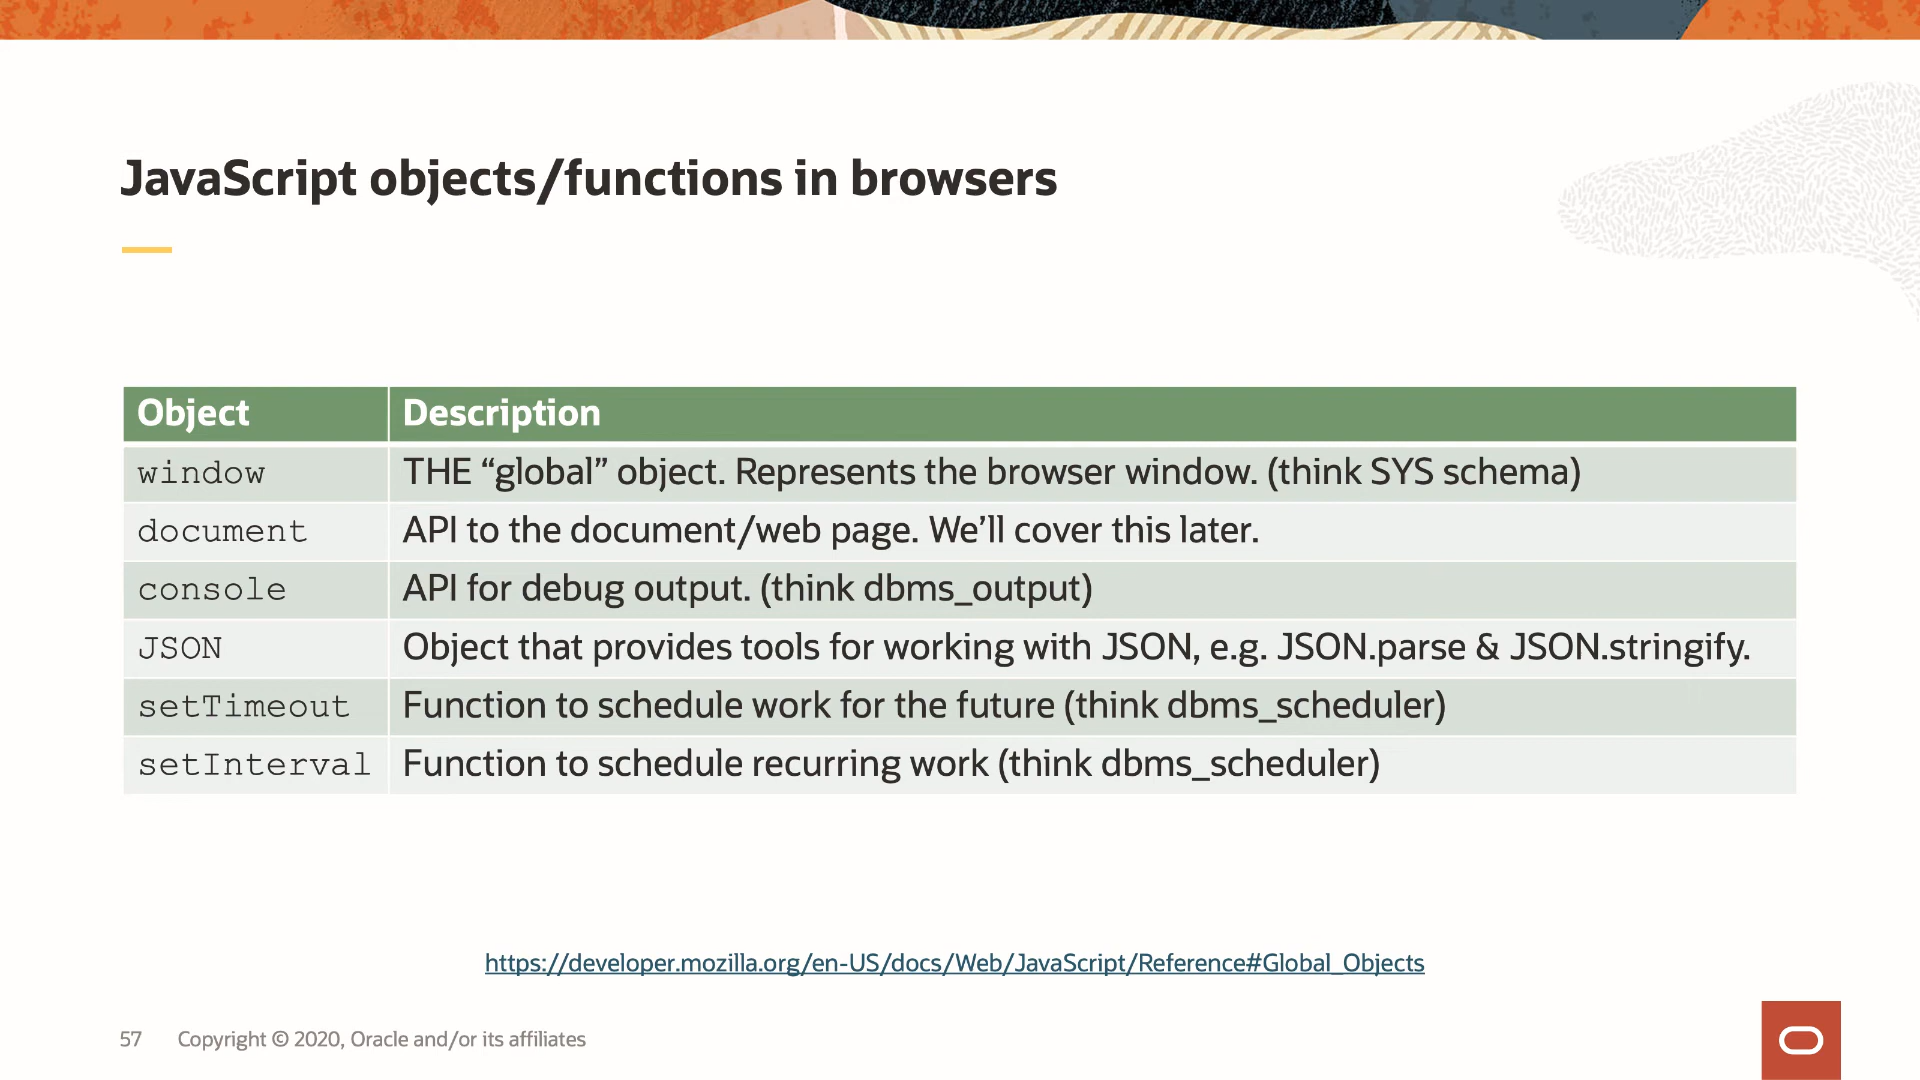 JavaScript objects/functions in browsers
Object Description
window THE “global” object. Represents the browser window. (think SYS schema)
document API to the document/web page. We’ll cover this later.
console API for debug output. (think dbms_output)
JSON Object that provides tools for working with JSON, e.g. JSON.parse & JSON.stringify.
setTimeout Function to schedule work for the future (think dbms_scheduler)
setInterval Function to schedule recurring work (think dbms_scheduler)
https://developer.mozilla.org/en-US/docs/Web/JavaScript/Reference#Global_Objects
57 Copyright © 2020, Oracle and/or its affiliates